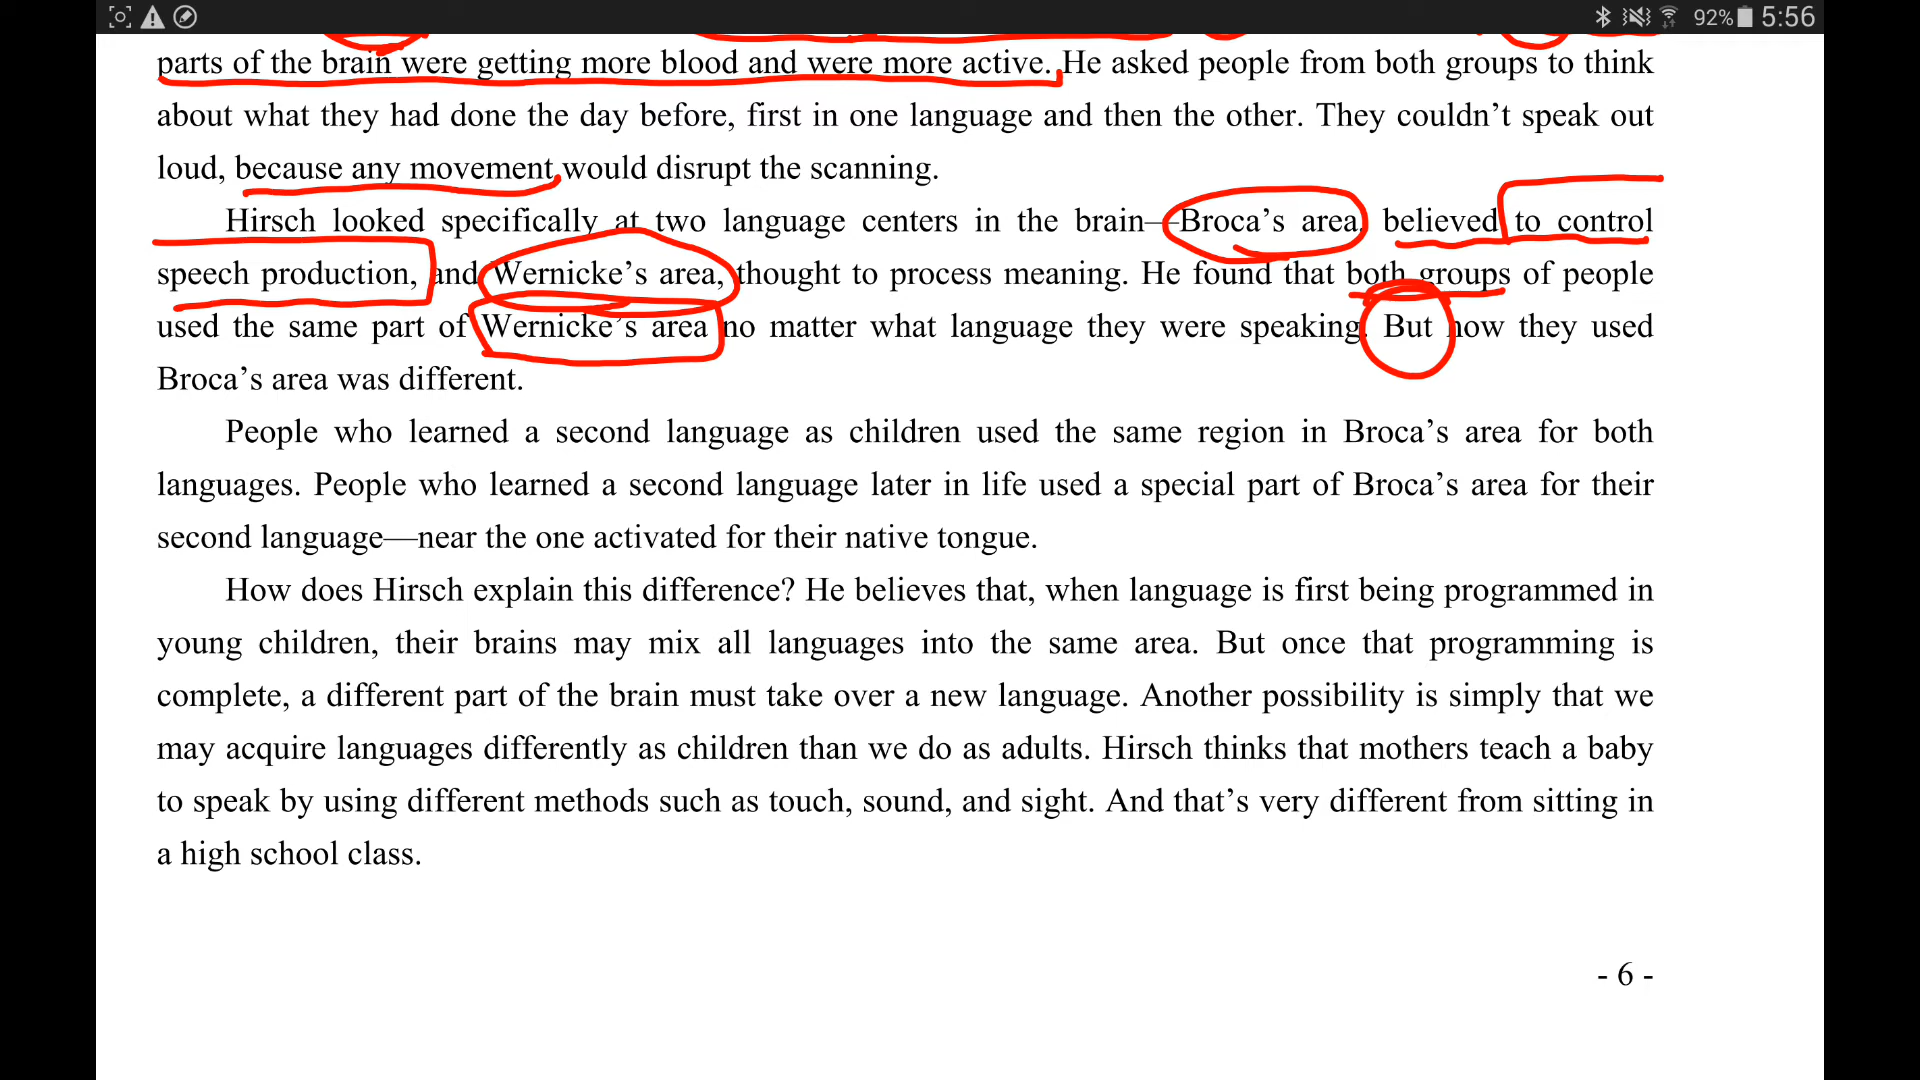 92% 5:56
parts of the brain were getting more blood and were more active. He asked people from both groups to think
about what they had done the day before, first in one language and then the other. They couldn’t speak out
loud, because any movement would disrupt the scanning.
Hirsch looked specifically at two language centers in the brain—Broca’s area, believed to control
speech production, and Wernicke’s area, thought to process meaning. He found that both groups of people
used the same part of Wernicke’s area no matter what language they were speaking. But how they used
Broca’s area was different.
People who learned a second language as children used the same region in Broca’s area for both
languages. People who learned a second language later in life used a special part of Broca’s area for their
second language—near the one activated for their native tongue.
How does Hirsch explain this difference? He believes that, when language is first being programmed in
young children, their brains may mix all languages into the same area. But once that programming is
complete, a different part of the brain must take over a new language. Another possibility is simply that we
may acquire languages differently as children than we do as adults. Hirsch thinks that mothers teach a baby
to speak by using different methods such as touch, sound, and sight. And that’s very different from sitting in
a high school class.
- 6 -